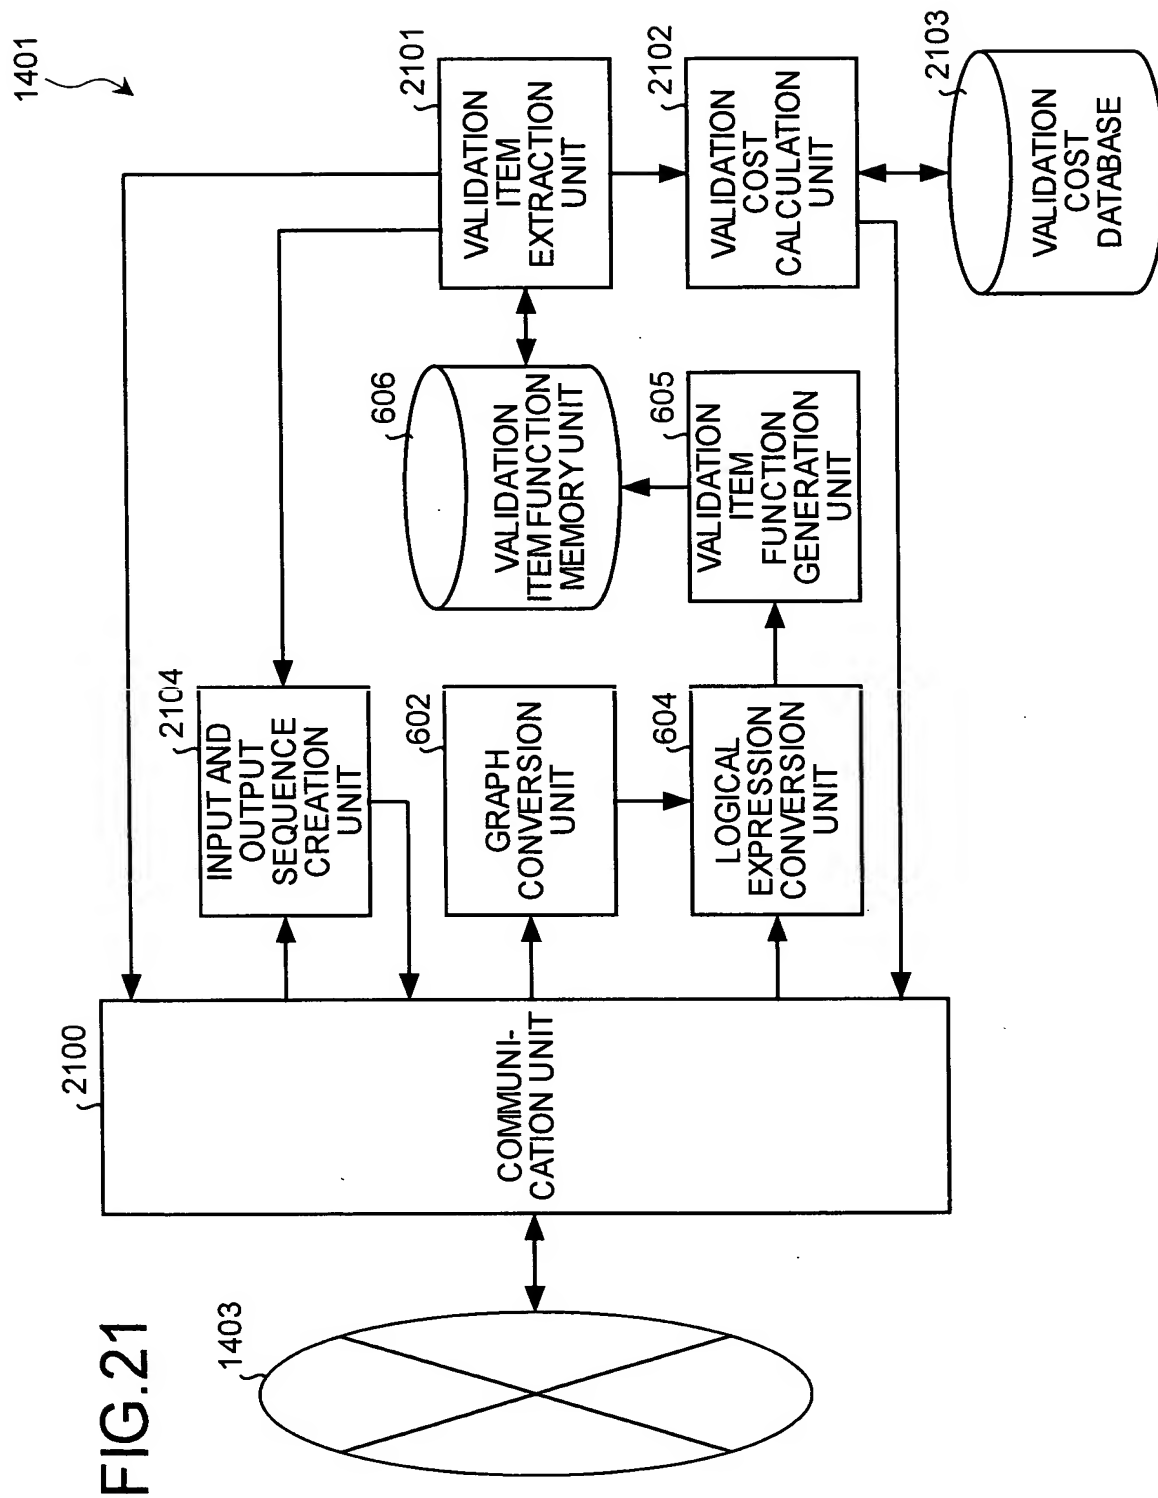 FIG.21
1401
1403
2100
COMMUNI-
CATION UNIT
2104
INPUT AND
OUTPUT
SEQUENCE
CREATION
UNIT
602
GRAPH
CONVERSION
UNIT
604
LOGICAL
EXPRESSION
CONVERSION
UNIT
606
VALIDATION
ITEM FUNCTION
MEMORY UNIT
605
VALIDATION
ITEM
FUNCTION
GENERATION
UNIT
2101
VALIDATION
ITEM
EXTRACTION
UNIT
2102
VALIDATION
COST
CALCULATION
UNIT
2103
VALIDATION
COST
DATABASE